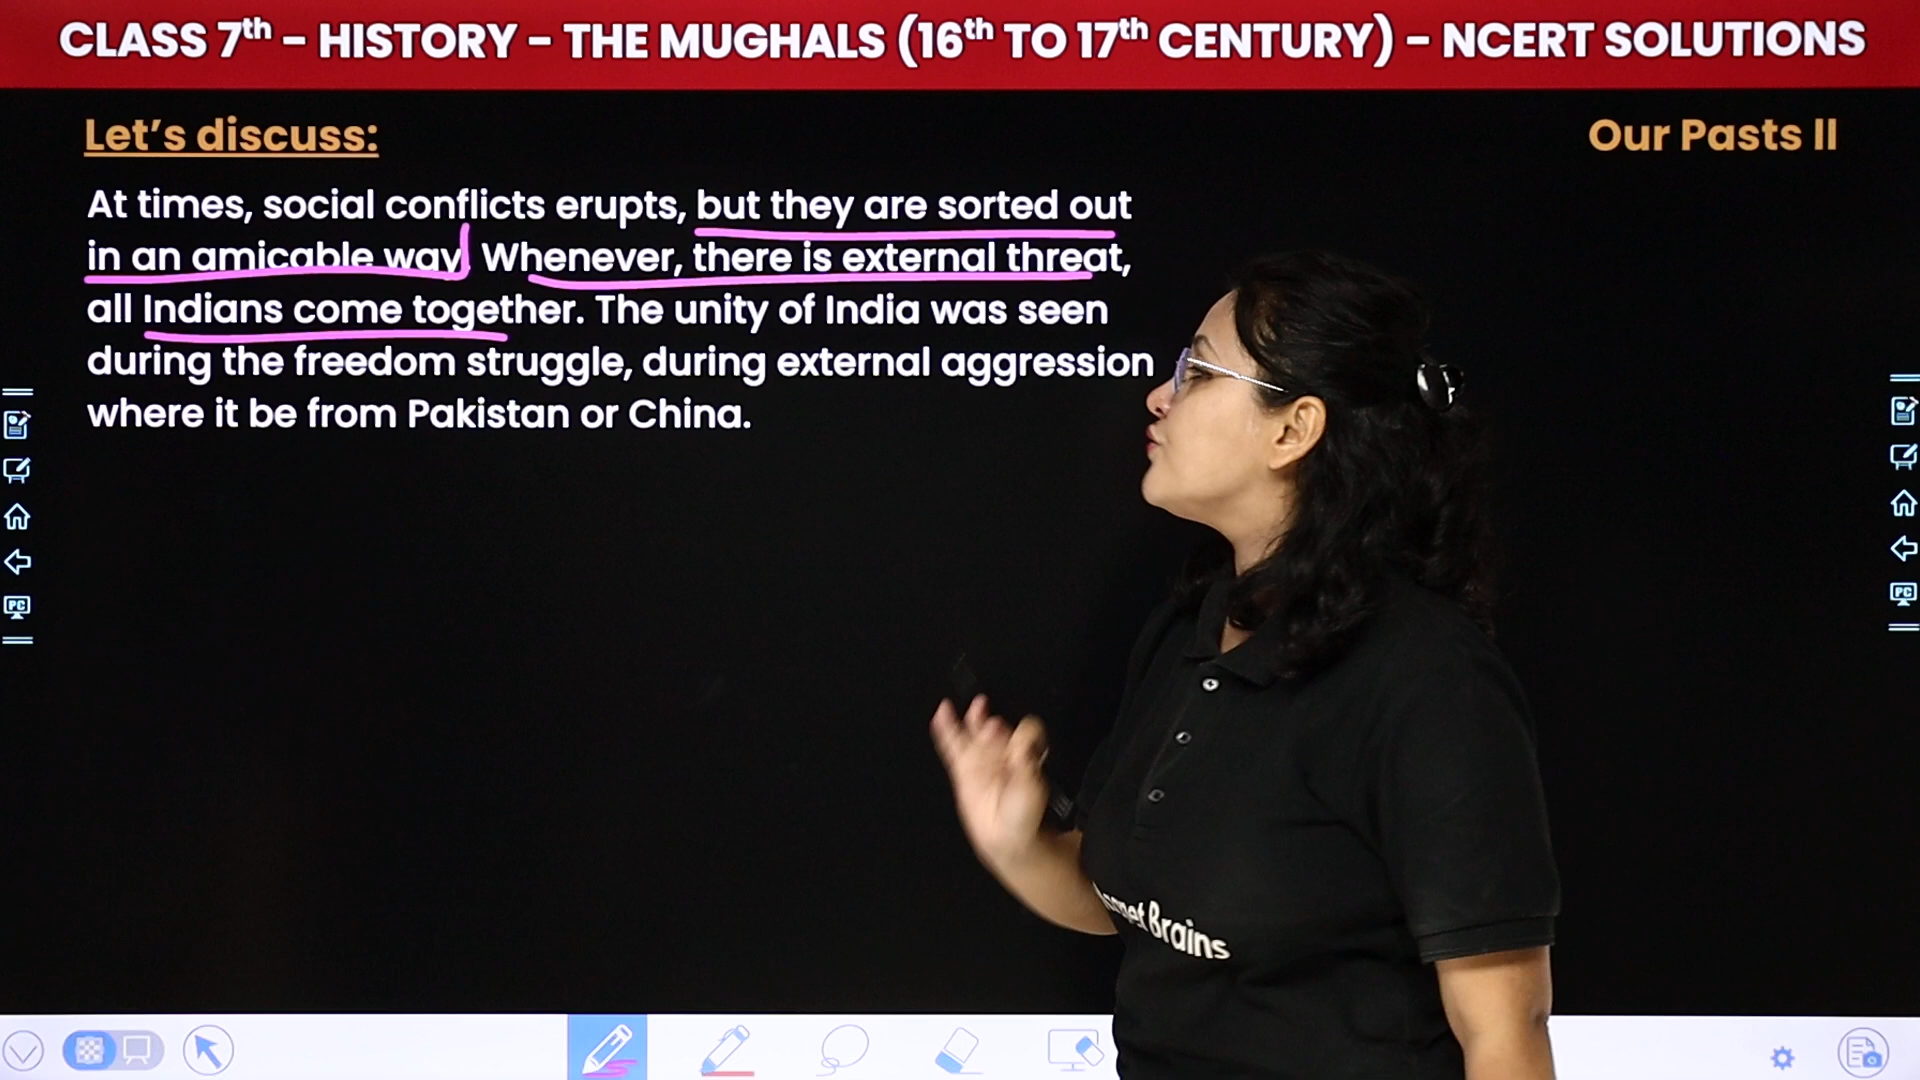 CLASS 7th – HISTORY – THE MUGHALS (16th TO 17th CENTURY) – NCERT SOLUTIONS
Let’s discuss:
Our Pasts II
At times, social conflicts erupts, but they are sorted out
in an amicable way. Whenever, there is external threat,
all Indians come together. The unity of India was seen
during the freedom struggle, during external aggression
where it be from Pakistan or China.
PC
PC
Brains